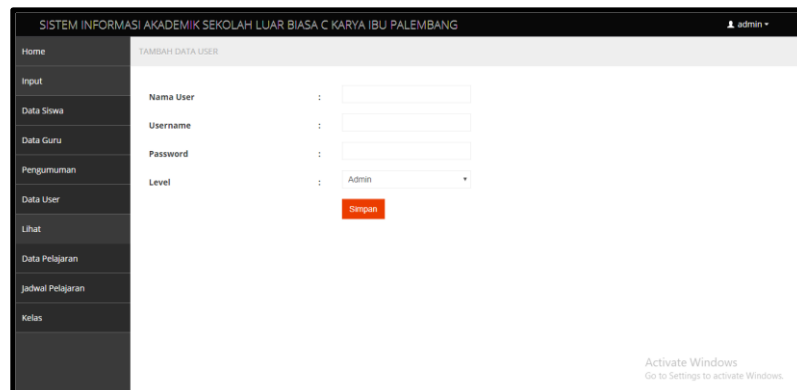 SISTEM INFORMASI AKADEMIK SEKOLAH LUAR BIASA C KARYA IBU PALEMBANG
admin
Home
TAMBAH DATA USER
Input
Data Siswa
Data Guru
Pengumuman
Data User
Lihat
Data Pelajaran
Jadwal Pelajaran
Kelas
Nama User :
Username :
Password :
Level : Admin
Simpan
Activate Windows
Go to Settings to activate Windows.